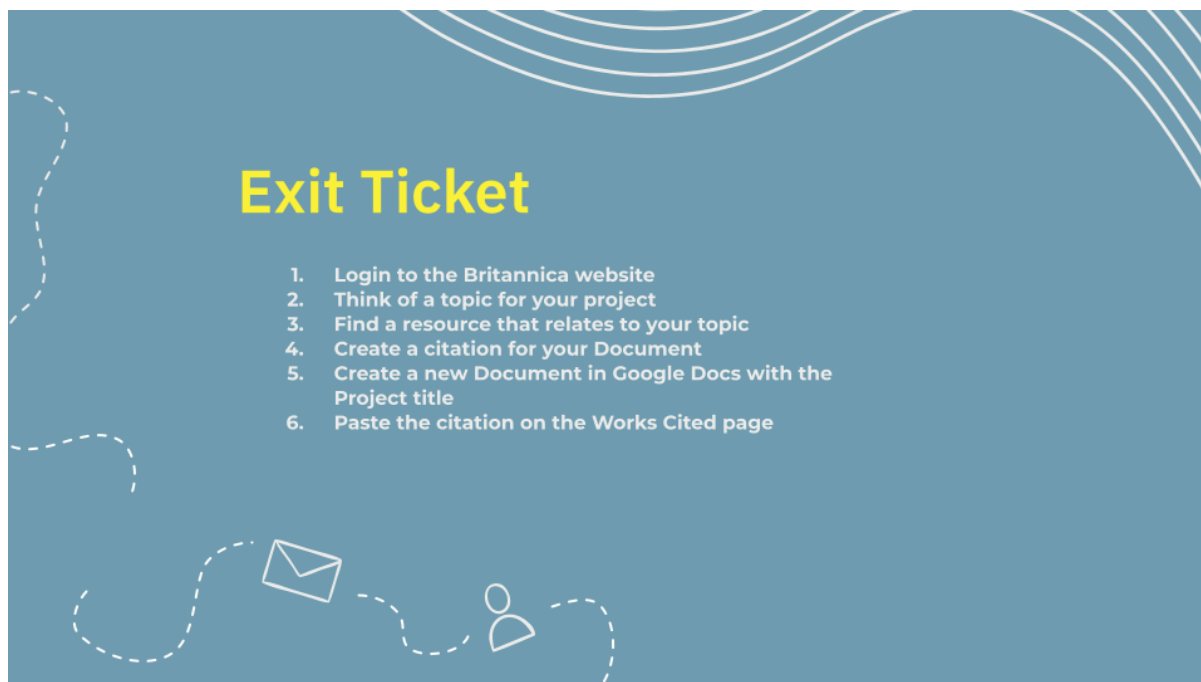 Exit Ticket
1. Login to the Britannica website
2. Think of a topic for your project
3. Find a resource that relates to your topic
4. Create a citation for your Document
5. Create a new Document in Google Docs with the
Project title
6. Paste the citation on the Works Cited page